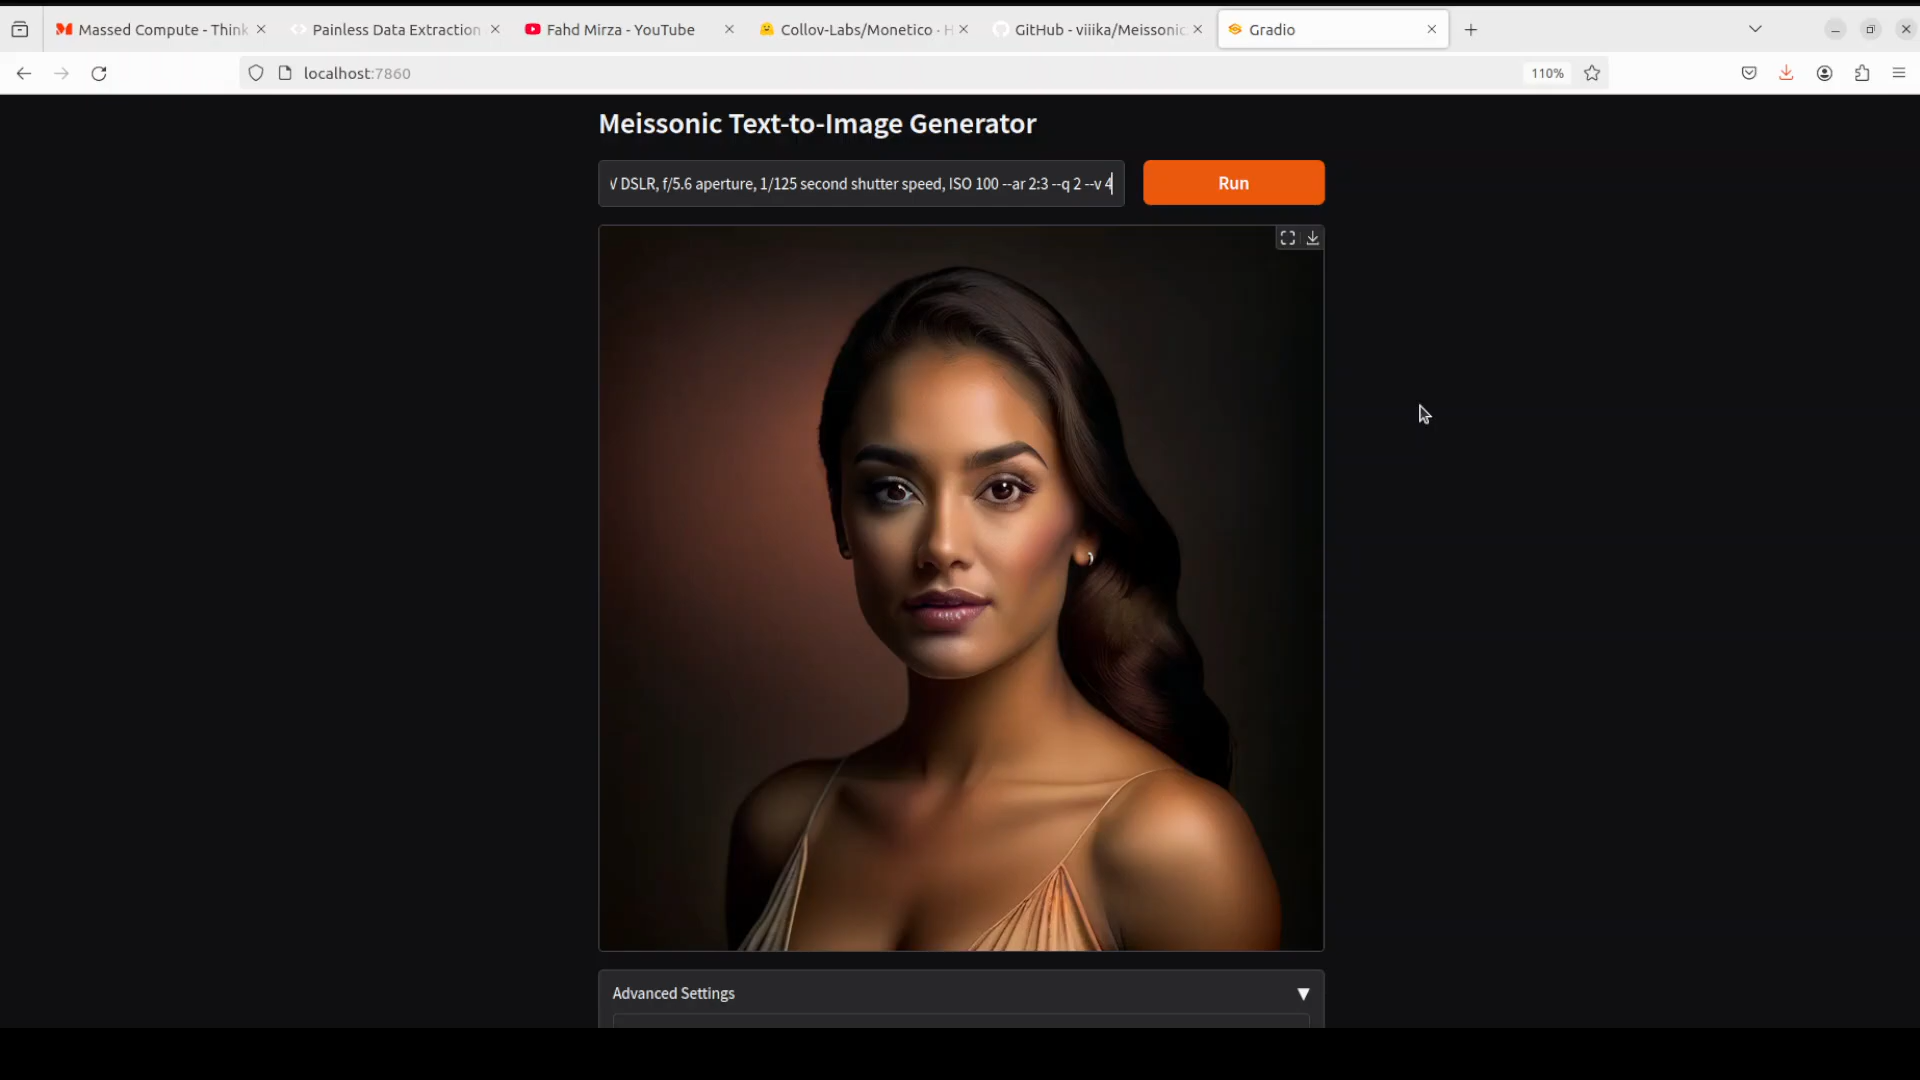 Massed Compute - Think
Painless Data Extraction
Fahd Mirza - YouTube
Collov-Labs/Monetico · H
GitHub - viiika/Meissonic:
Gradio
localhost:7860
110%
Meissonic Text-to-Image Generator
V DSLR, f/5.6 aperture, 1/125 second shutter speed, ISO 100 --ar 2:3 --q 2 --v 4
Run
Advanced Settings